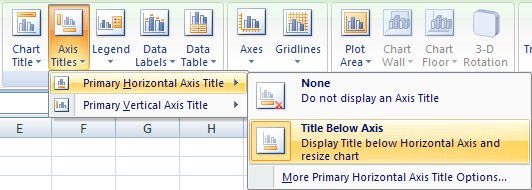 Chart Title
Axis Titles
Legend
Data Labels
Data Table
Axes
Gridlines
Plot Area
Chart Wall
Chart Floor
3-D Rotation
Primary Horizontal Axis Title
Primary Vertical Axis Title
None
Do not display an Axis Title
Title Below Axis
Display Title below Horizontal Axis and
resize chart
More Primary Horizontal Axis Title Options...
E F G H